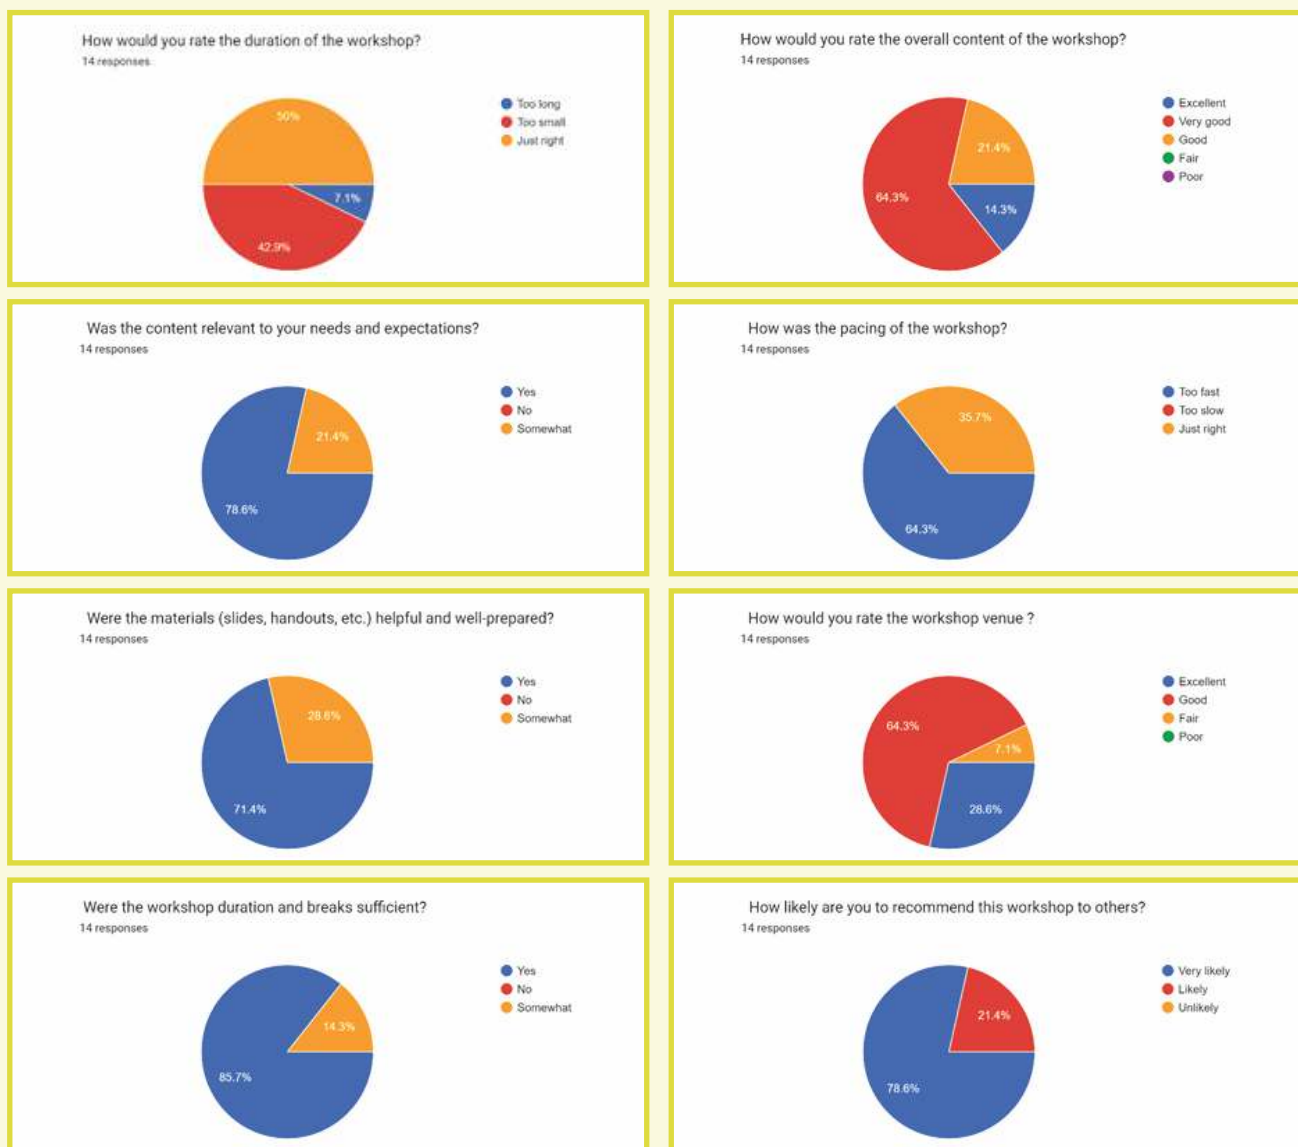 How would you rate the duration of the workshop?
14 responses
50%
7.1%
42.9%
Too long
Too small
Just right
How would you rate the overall content of the workshop?
14 responses
21.4%
64.3%
14.3%
Excellent
Very good
Good
Fair
Poor
Was the content relevant to your needs and expectations?
14 responses
21.4%
78.6%
Yes
No
Somewhat
How was the pacing of the workshop?
14 responses
35.7%
64.3%
Too fast
Too slow
Just right
Were the materials (slides, handouts, etc.) helpful and well-prepared?
14 responses
28.6%
71.4%
Yes
No
Somewhat
How would you rate the workshop venue ?
14 responses
64.3%
7.1%
28.6%
Excellent
Good
Fair
Poor
Were the workshop duration and breaks sufficient?
14 responses
14.3%
85.7%
Yes
No
Somewhat
How likely are you to recommend this workshop to others?
14 responses
21.4%
78.6%
Very likely
Likely
Unlikely